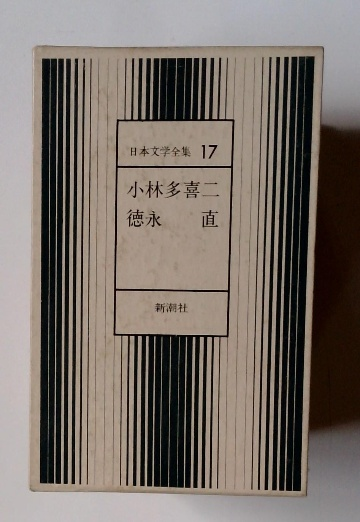 日本文学全集 17
小林多喜二
徳永 直
新潮社